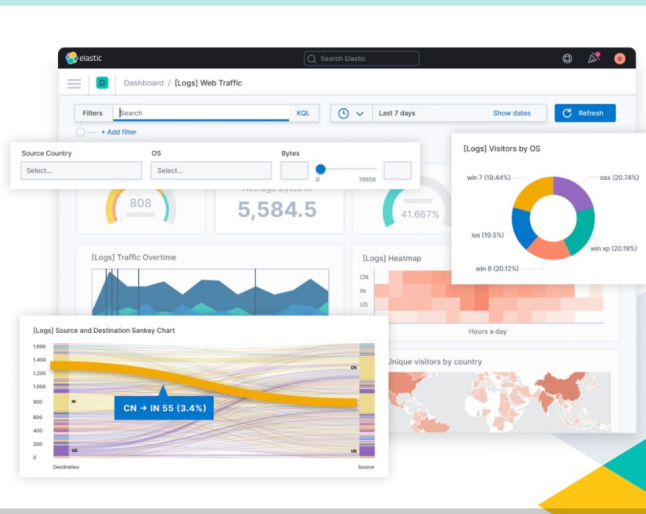 elastic
Search Elastic
e
D
Dashboard / [Logs] Web Traffic
Filters
Search
KQL
Last 7 days
Show dates
Refresh
+ Add filter
Source Country
OS
Bytes
Select...
Select...
0
19956
[Logs] Visitors by OS
win 7 (19.44%)
osx (20.74%)
ios (19.5%)
win xp (20.19%)
win 8 (20.12%)
808
Average Bytes in
5,584.5
41.667%
[Logs] Traffic Overtime
[Logs] Heatmap
CN
IN
US
Hours a day
[Logs] Source and Destination Sankey Chart
1,600
1,400
1,200
1,000
800
600
400
200
0
CN
IN
US
US
CN → IN 55 (3.4%)
Destination
Source
Unique visitors by country